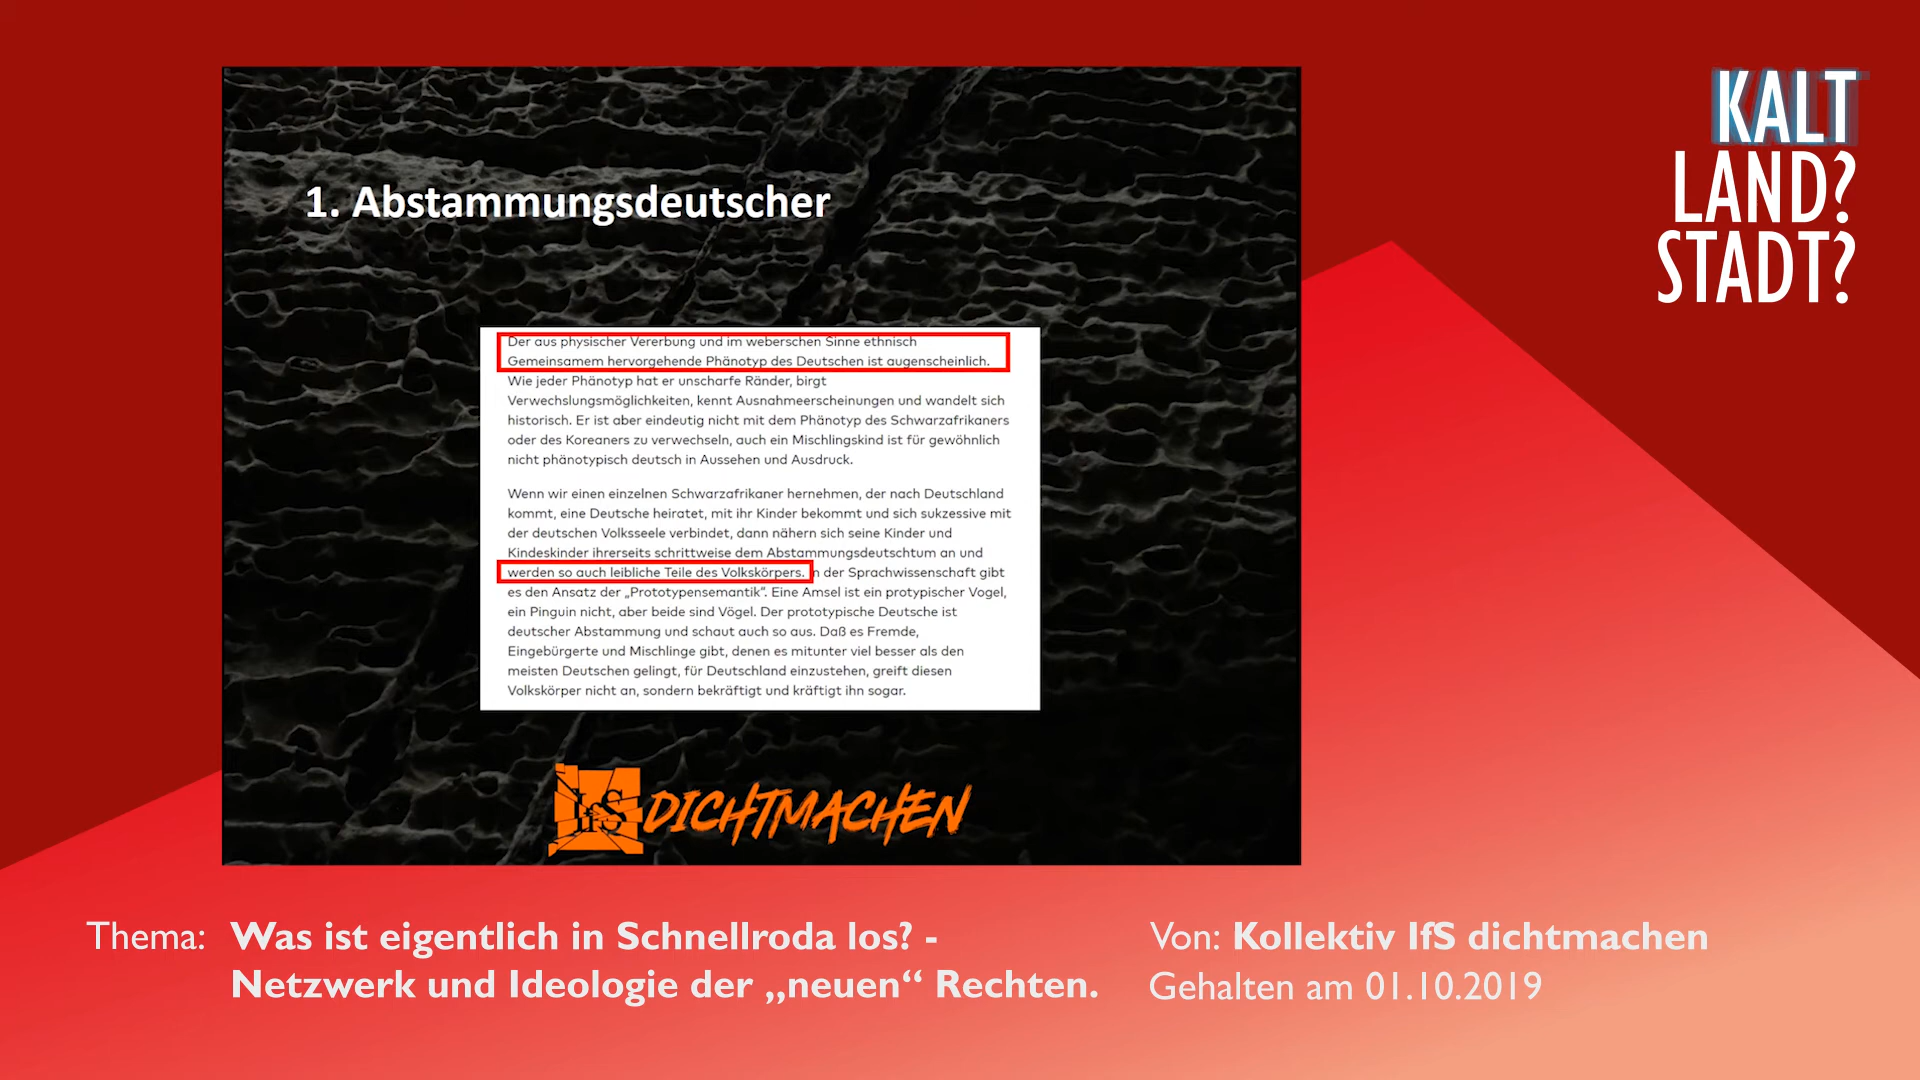 KALT
LAND?
STADT?
1. Abstammungsdeutscher
Der aus physischer Vererbung und im weberschen Sinne ethnisch
Gemeinsamem hervorgehende Phänotyp des Deutschen ist augenscheinlich.
Wie jeder Phänotyp hat er unscharfe Ränder, birgt
Verwechslungsmöglichkeiten, kennt Ausnahmeerscheinungen und wandelt sich
historisch. Er ist aber eindeutig nicht mit dem Phänotyp des Schwarzafrikaners
oder des Koreaners zu verwechseln, auch ein Mischlingskind ist für gewöhnlich
nicht phänotypisch deutsch in Aussehen und Ausdruck.
Wenn wir einen einzelnen Schwarzafrikaner hernehmen, der nach Deutschland
kommt, eine Deutsche heiratet, mit ihr Kinder bekommt und sich sukzessive mit
der deutschen Volksseele verbindet, dann nähern sich seine Kinder und
Kindeskinder ihrerseits schrittweise dem Abstammungsdeutschtum an und
werden so auch leibliche Teile des Volkskörpers. In der Sprachwissenschaft gibt
es den Ansatz der „Prototypensemantik“. Eine Amsel ist ein protypischer Vogel,
ein Pinguin nicht, aber beide sind Vögel. Der prototypische Deutsche ist
deutscher Abstammung und schaut auch so aus. Daß es Fremde,
Eingebürgerte und Mischlinge gibt, denen es mitunter viel besser als den
meisten Deutschen gelingt, für Deutschland einzustehen, greift diesen
Volkskörper nicht an, sondern bekräftigt und kräftigt ihn sogar.
IfS DICHTMACHEN
Thema: Was ist eigentlich in Schnellroda los? -
Netzwerk und Ideologie der „neuen“ Rechten.
Von: Kollektiv IfS dichtmachen
Gehalten am 01.10.2019